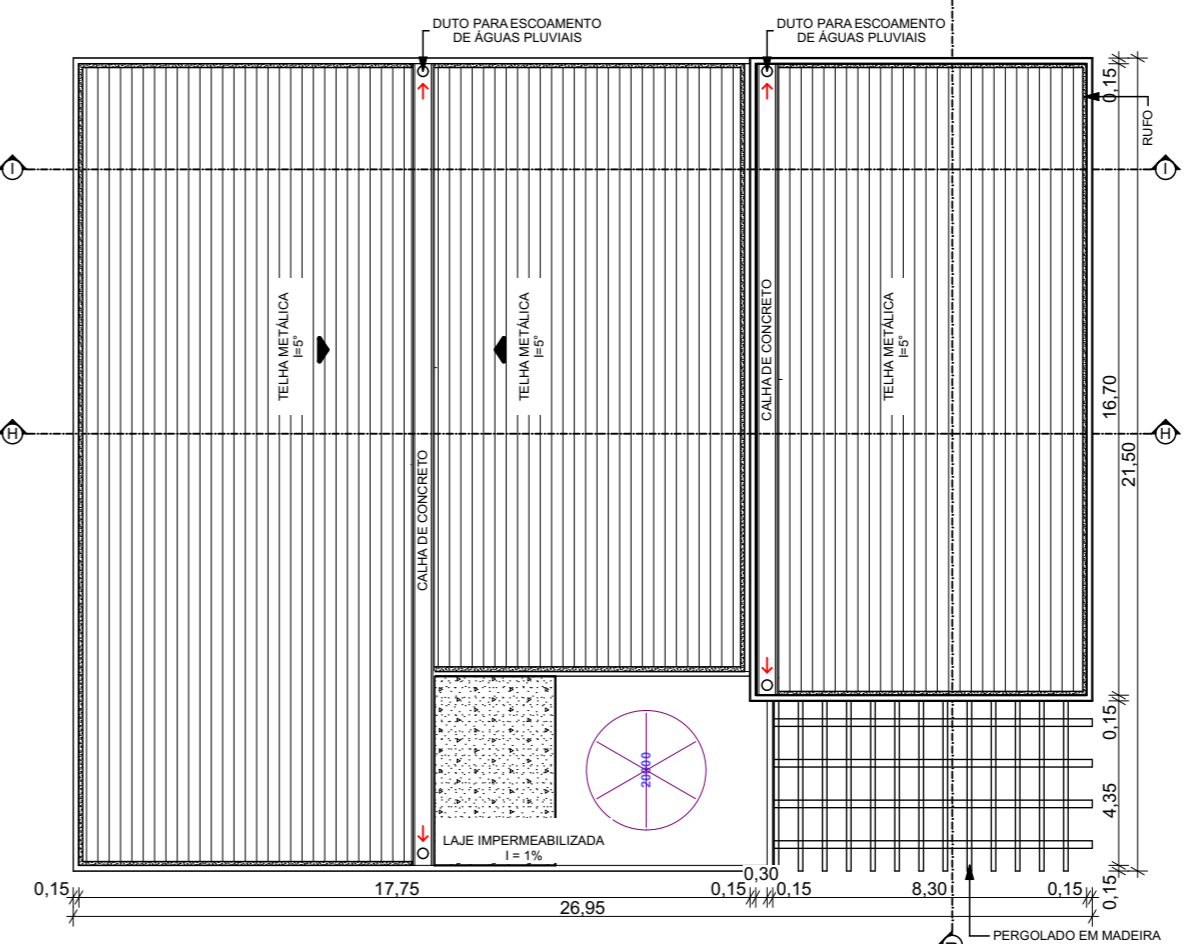 DUTO PARA ESCOAMENTO
DE ÁGUAS PLUVIAIS
DUTO PARA ESCOAMENTO
DE ÁGUAS PLUVIAIS
0,15
RUFO
I
I
TELHA METÁLICA
I=5°
TELHA METÁLICA
I=5°
CALHA DE CONCRETO
TELHA METÁLICA
I=5°
16,70
H
H
21,50
CALHA DE CONCRETO
0,15
20000
4,35
LAJE IMPERMEABILIZADA
I = 1%
0,30
0,15
17,75
0,15
0,15
8,30
0,15
0,15
26,95
PERGOLADO EM MADEIRA